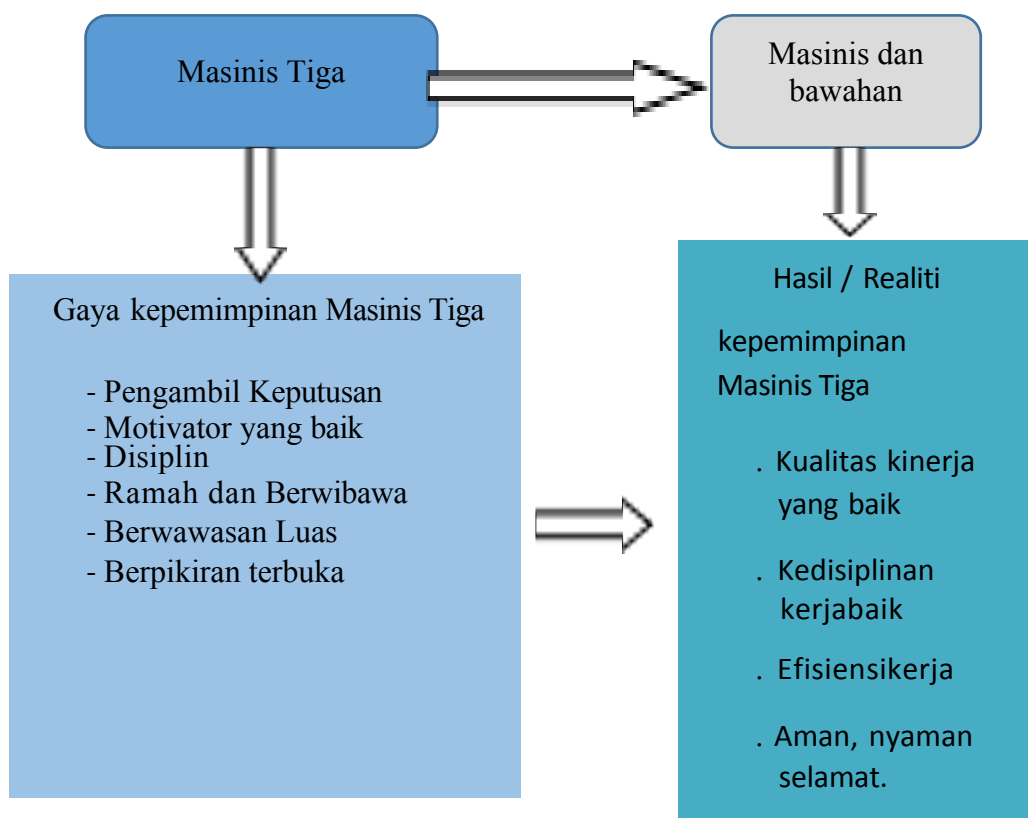 Masinis Tiga
Masinis dan
bawahan
Gaya kepemimpinan Masinis Tiga
- Pengambil Keputusan
- Motivator yang baik
- Disiplin
- Ramah dan Berwibawa
- Berwawasan Luas
- Berpikiran terbuka
Hasil / Realiti
kepemimpinan
Masinis Tiga
. Kualitas kinerja
yang baik
. Kedisiplinan
kerjabaik
. Efisiensikerja
. Aman, nyaman
selamat.